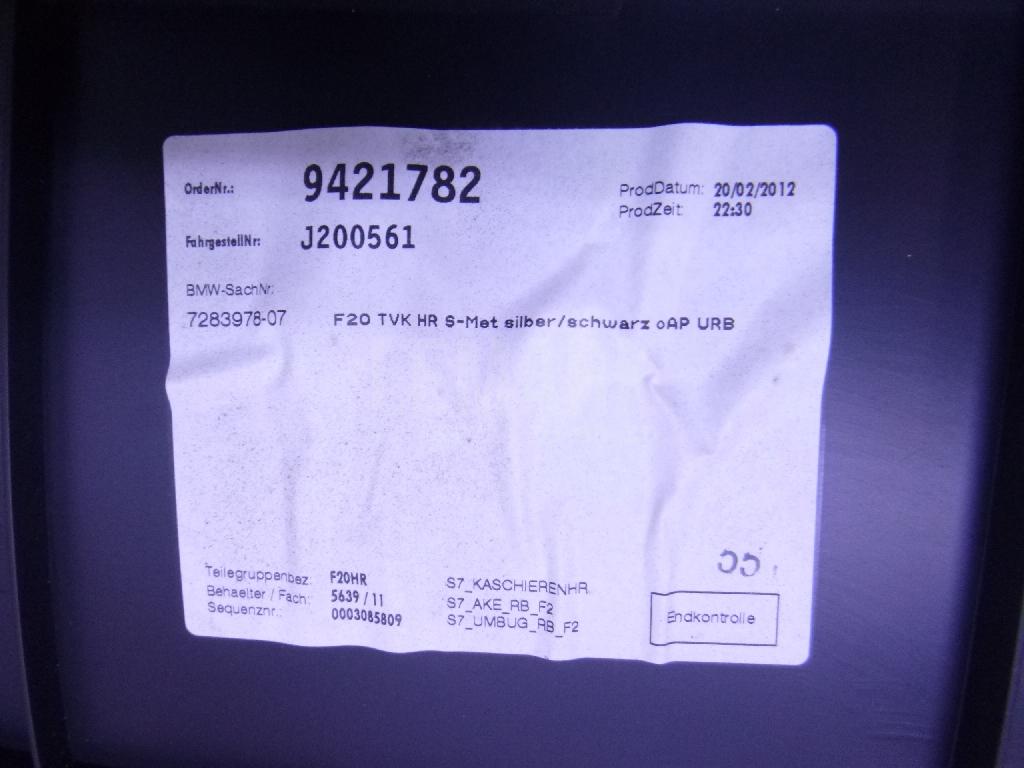 OrderNr.: 9421782 ProdDatum: 20/02/2012
ProdZeit: 22:30
FahrgestellNr: J200561
BMW-SachNr:
7283978-07 F20 TVK HR S-Met silber/schwarz oAP URB
Teilegruppenbez: F20HR
Behaelter / Fach: 5639 / 11
Sequenznr.: 0003085809
S7_KASCHIERENHR
S7_AKE_RB_F2
S7_UMBUG_RB_F2
Endkontrolle